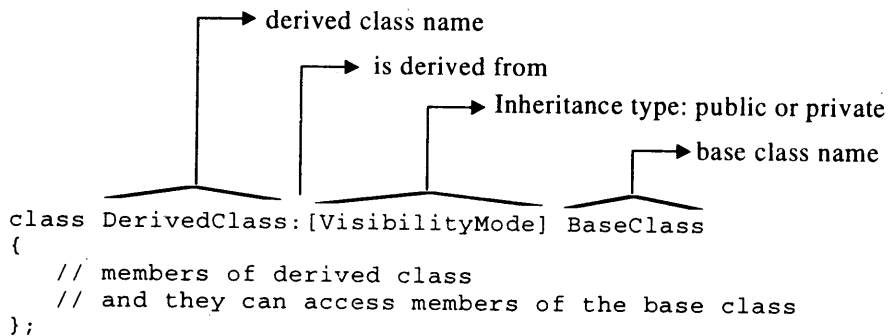 derived class name
is derived from
Inheritance type: public or private
base class name
class DerivedClass:[VisibilityMode] BaseClass
{
// members of derived class
// and they can access members of the base class
};